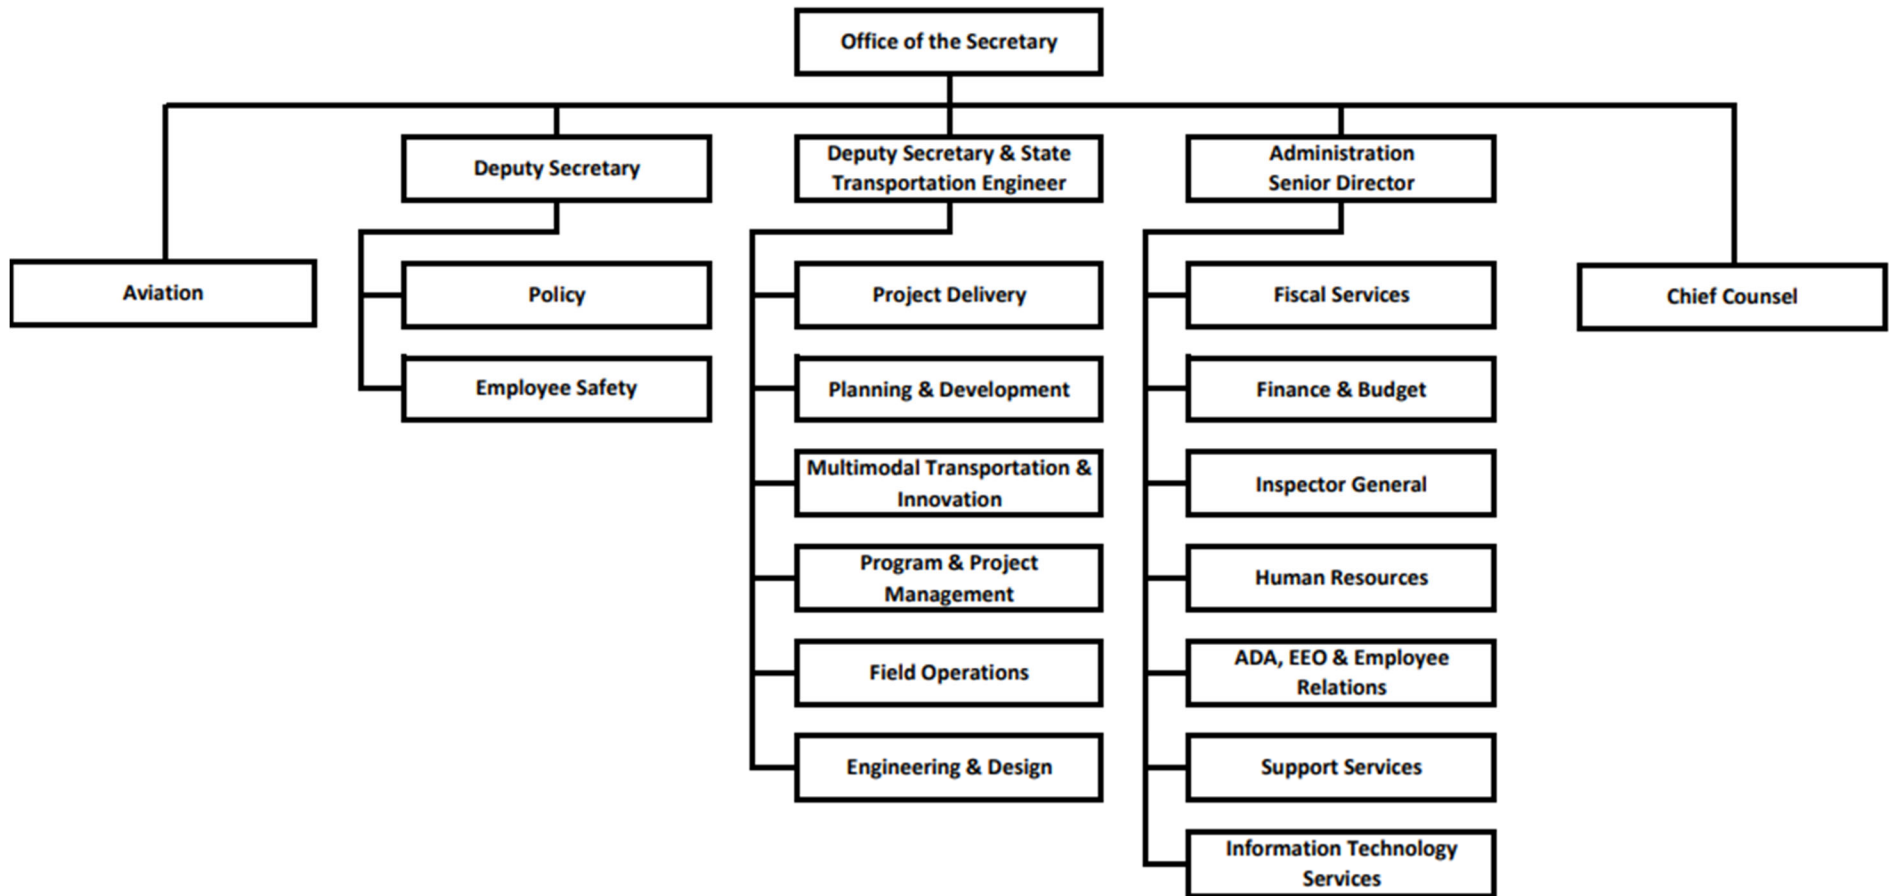 Office of the Secretary
Deputy Secretary
Deputy Secretary & State
Transportation Engineer
Administration
Senior Director
Aviation
Policy
Project Delivery
Fiscal Services
Chief Counsel
Employee Safety
Planning & Development
Finance & Budget
Multimodal Transportation &
Innovation
Inspector General
Program & Project
Management
Human Resources
Field Operations
ADA, EEO & Employee
Relations
Engineering & Design
Support Services
Information Technology
Services